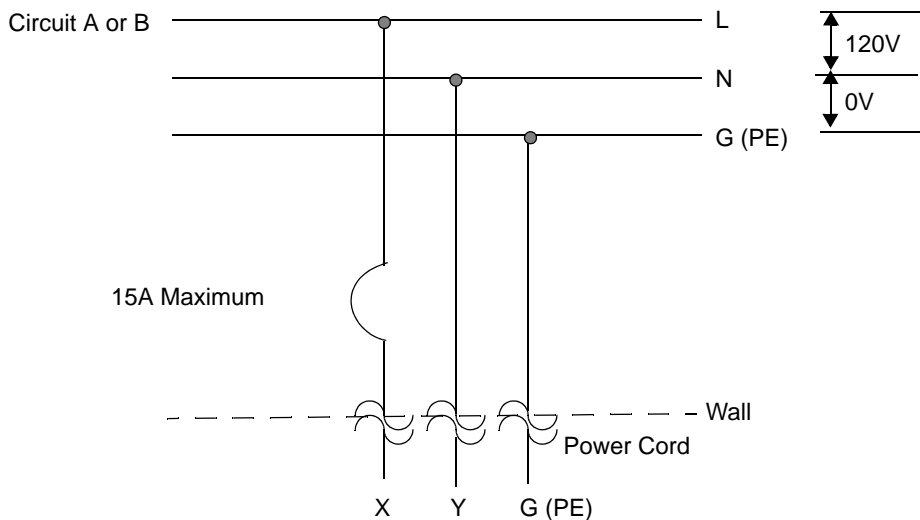 Circuit A or B
L
120V
N
0V
G (PE)
15A Maximum
Wall
Power Cord
X Y G (PE)